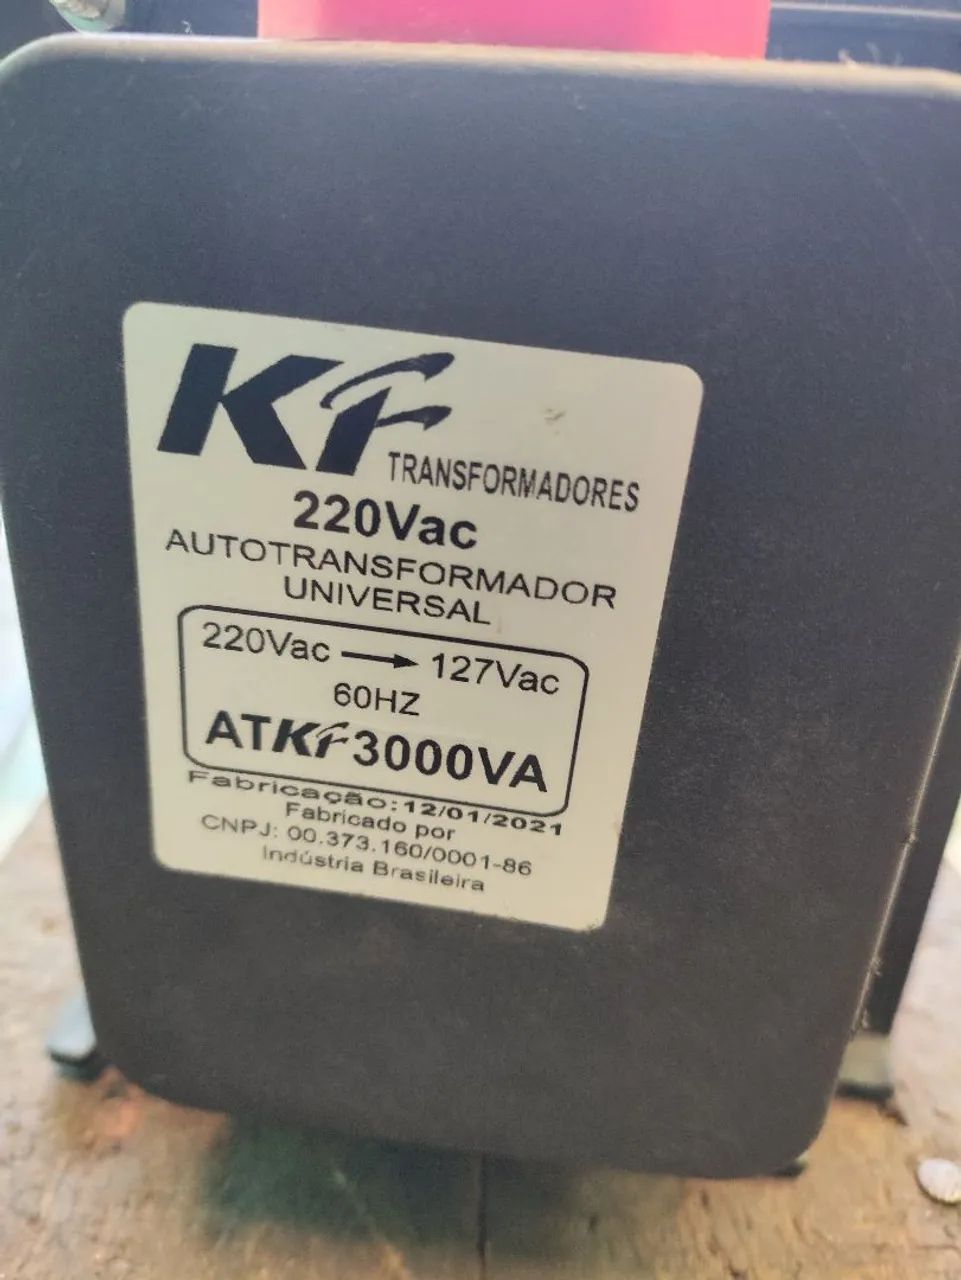 KF TRANSFORMADORES
220Vac
AUTOTRANSFORMADOR
UNIVERSAL
220Vac → 127Vac
60HZ
ATKF3000VA
Fabricação:12/01/2021
Fabricado por
CNPJ: 00.373.160/0001-86
Indústria Brasileira